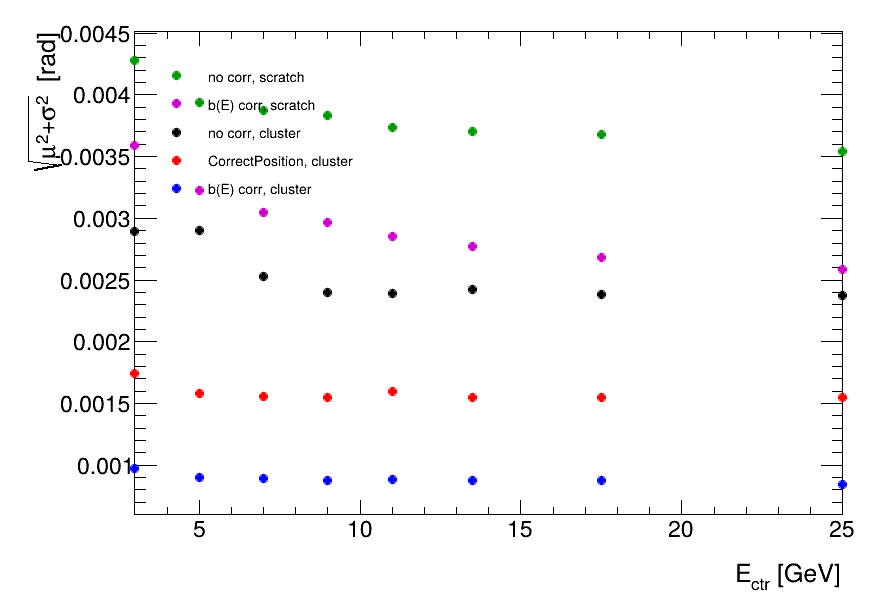 0.0045
0.004
0.0035
0.003
0.0025
0.002
0.0015
0.001
√μ²+σ² [rad]
no corr, scratch
b(E) corr, scratch
no corr, cluster
CorrectPosition, cluster
b(E) corr, cluster
5 10 15 20 25
E_ctr [GeV]